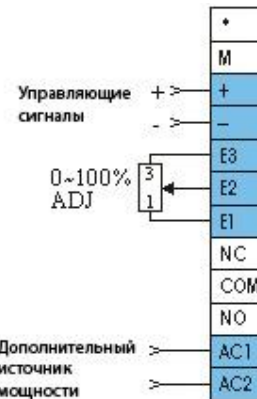 •
M
Управляющие + +
сигналы - −
E3
0~100% 3 E2
ADJ 1 E1
NC
COM
NO
Дополнительный AC1
источник
мощности AC2